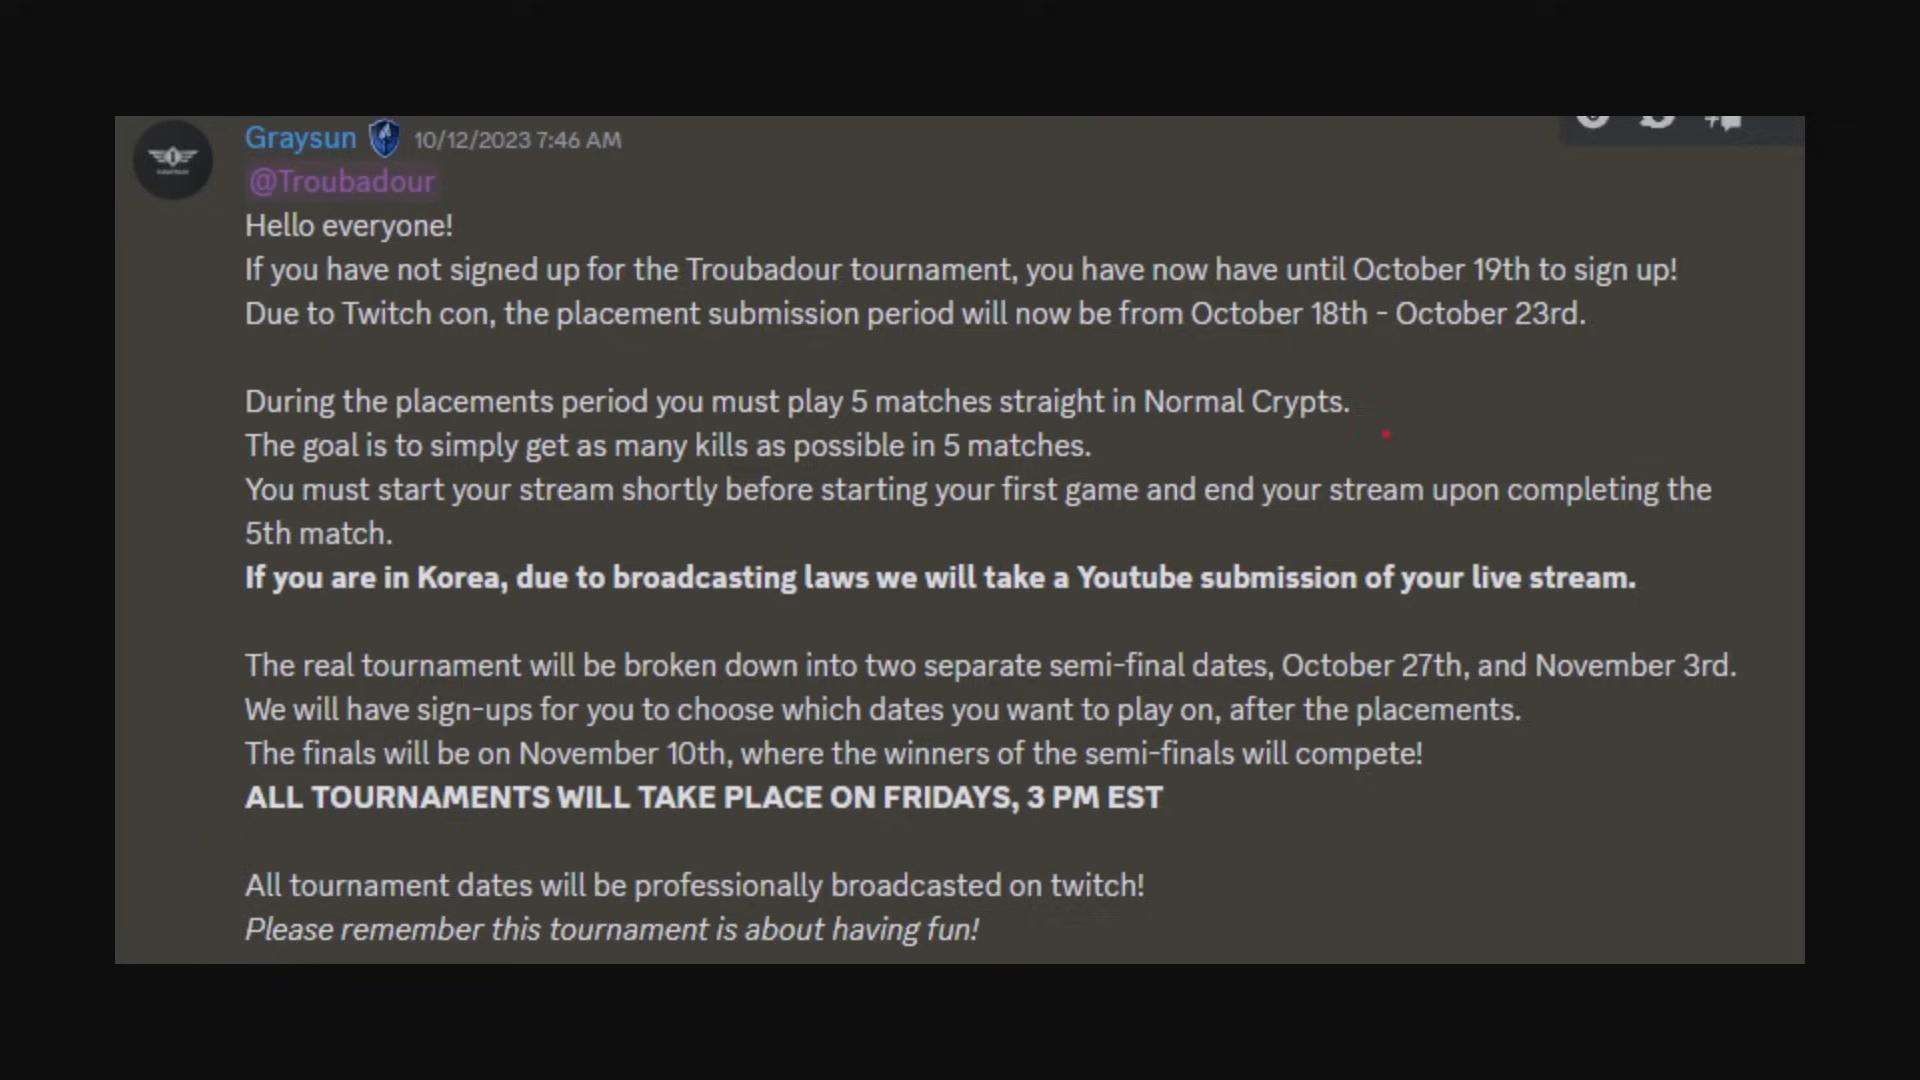 Graysun 10/12/2023 7:46 AM
@Troubadour
Hello everyone!
If you have not signed up for the Troubadour tournament, you have now have until October 19th to sign up!
Due to Twitch con, the placement submission period will now be from October 18th - October 23rd.
During the placements period you must play 5 matches straight in Normal Crypts.
The goal is to simply get as many kills as possible in 5 matches.
You must start your stream shortly before starting your first game and end your stream upon completing the
5th match.
If you are in Korea, due to broadcasting laws we will take a Youtube submission of your live stream.
The real tournament will be broken down into two separate semi-final dates, October 27th, and November 3rd.
We will have sign-ups for you to choose which dates you want to play on, after the placements.
The finals will be on November 10th, where the winners of the semi-finals will compete!
ALL TOURNAMENTS WILL TAKE PLACE ON FRIDAYS, 3 PM EST
All tournament dates will be professionally broadcasted on twitch!
Please remember this tournament is about having fun!